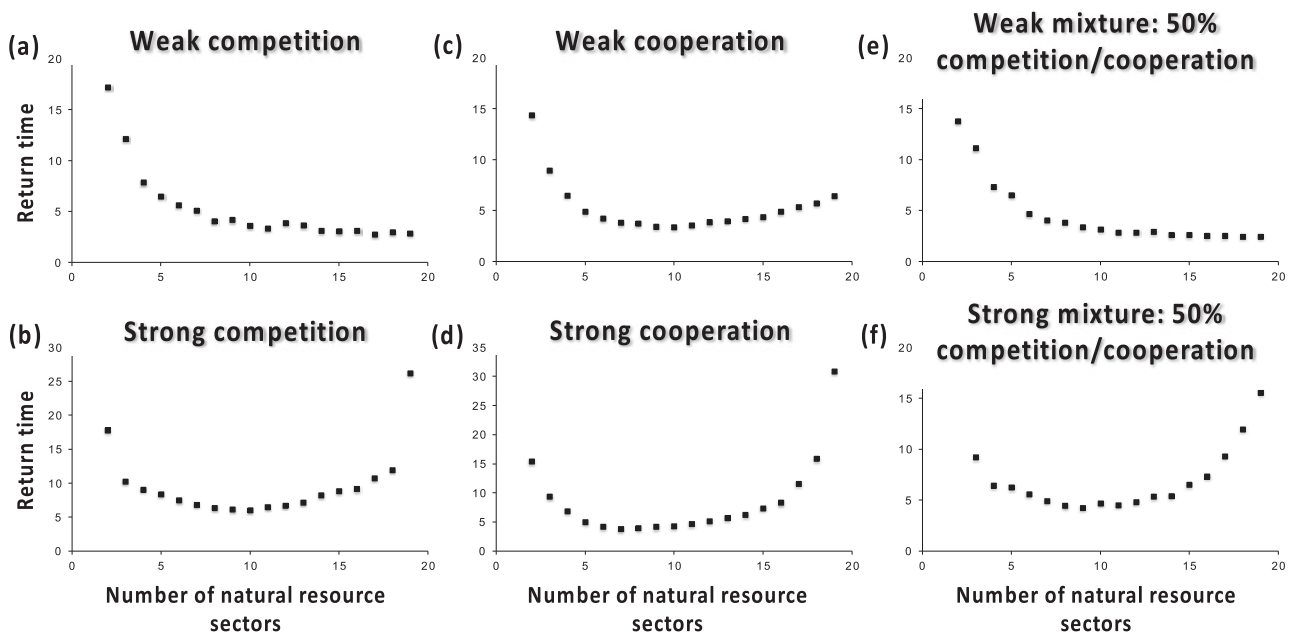 (a) Weak competition
20
15
10
5
0
0 5 10 15 20
Return time
(c) Weak cooperation
20
15
10
5
0
0 5 10 15 20
(e) Weak mixture: 50%
competition/cooperation
20
15
10
5
0
0 5 10 15 20
(b) Strong competition
30
25
20
15
10
5
0
0 5 10 15 20
Return time
Number of natural resource
sectors
(d) Strong cooperation
35
30
25
20
15
10
5
0
0 5 10 15 20
Number of natural resource
sectors
(f) Strong mixture: 50%
competition/cooperation
20
15
10
5
0
0 5 10 15 20
Number of natural resource
sectors